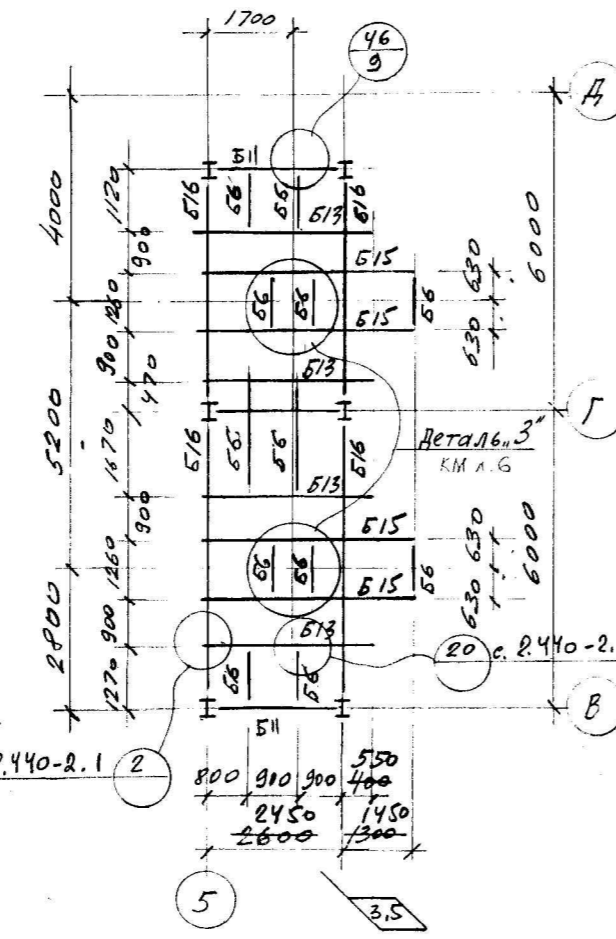 1700
46
9
Д
Б11
4000
1120
Б16
Б6
Б6
Б16
Б13
900
Б15
6000
630
1260
Б6
Б6
Б6
Б15
630
900
Б13
470
Г
5200
Б16
Б6
Б6
Б16
Деталь „3"
КМ л.6
1670
Б13
900
Б15
630
6000
1260
Б6
Б6
Б6
Б15
630
2800
900
Б13
20
с. 2.440-2.
1270
Б6
Б6
В
Б11
2.440-2.1
2
800
900
900
550
400
2450
1450
2600
1300
5
3,5